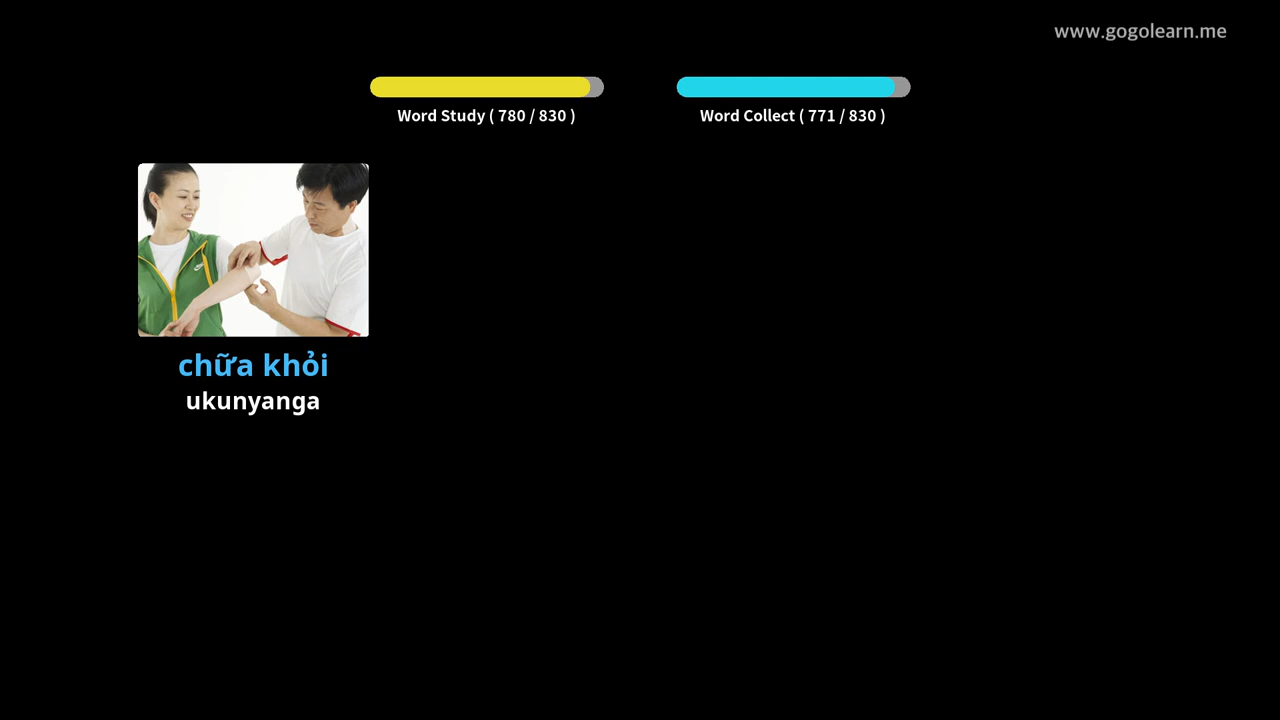 www.gogolearn.me
Word Study ( 780 / 830 )
Word Collect ( 771 / 830 )
chữa khỏi
ukunyanga